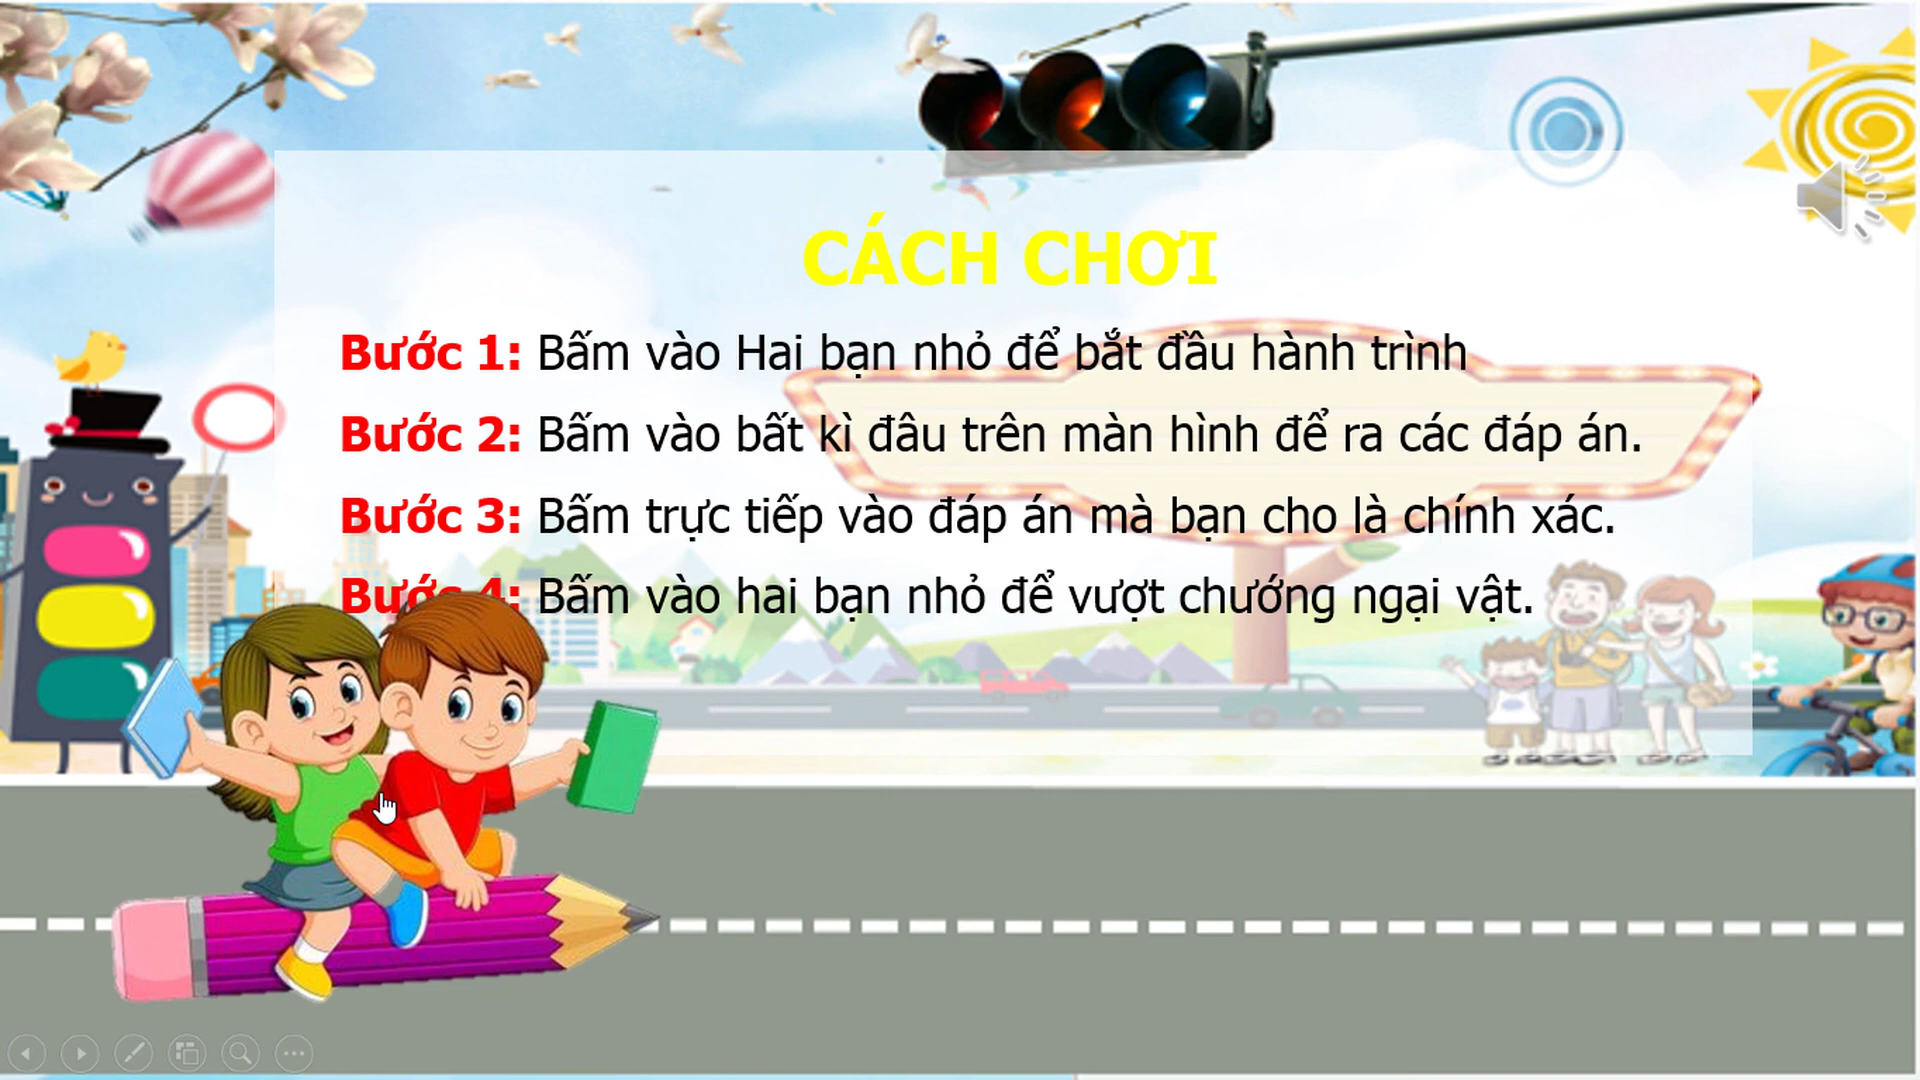 CÁCH CHƠI
Bước 1: Bấm vào Hai bạn nhỏ để bắt đầu hành trình
Bước 2: Bấm vào bất kì đâu trên màn hình để ra các đáp án.
Bước 3: Bấm trực tiếp vào đáp án mà bạn cho là chính xác.
Bước 4: Bấm vào hai bạn nhỏ để vượt chướng ngại vật.